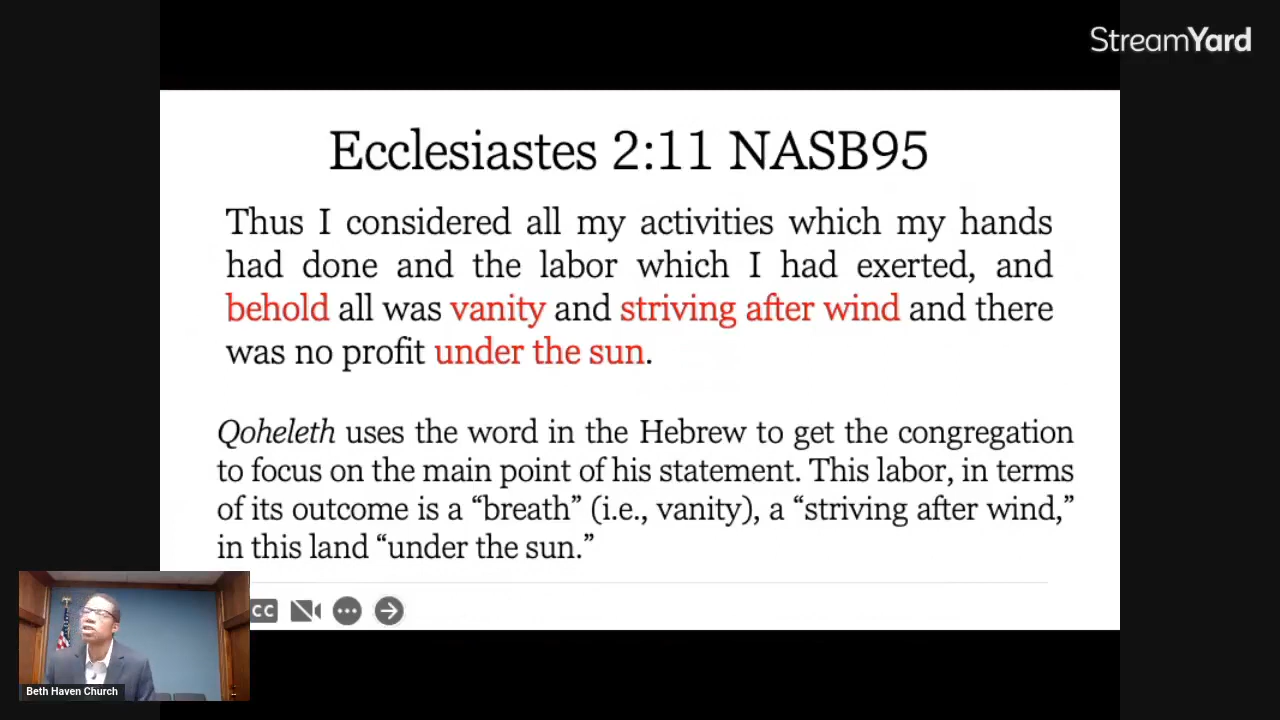 StreamYard
Ecclesiastes 2:11 NASB95
Thus I considered all my activities which my hands
had done and the labor which I had exerted, and
behold all was vanity and striving after wind and there
was no profit under the sun.
Qoheleth uses the word in the Hebrew to get the congregation
to focus on the main point of his statement. This labor, in terms
of its outcome is a “breath” (i.e., vanity), a “striving after wind,”
in this land “under the sun.”
CC
Beth Haven Church